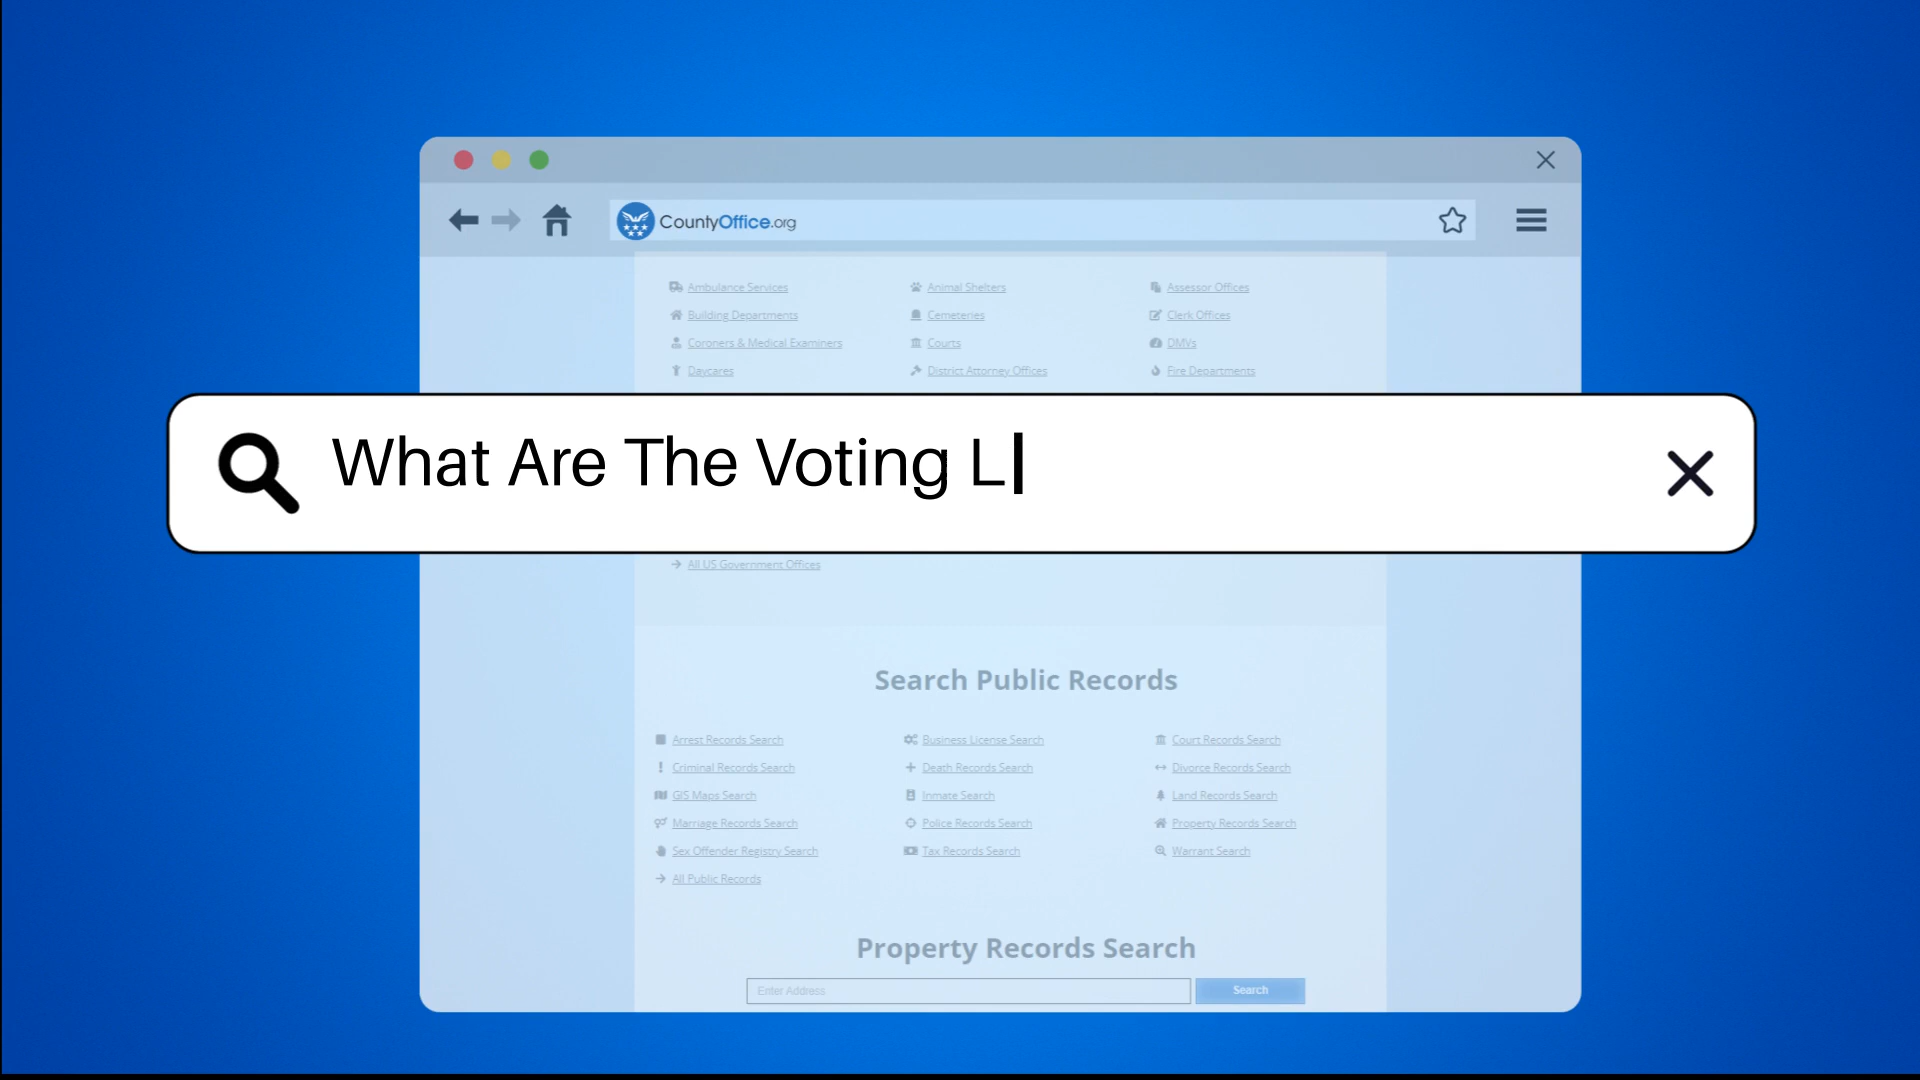 CountyOffice.org
Ambulance Services Animal Shelters Assessor Offices
Building Departments Cemeteries Clerk Offices
Coroners & Medical Examiners Courts DMVs
Daycares District Attorney Offices Fire Departments
What Are The Voting L
All US Government Offices
Search Public Records
Arrest Records Search Business License Search Court Records Search
Criminal Records Search Death Records Search Divorce Records Search
GIS Maps Search Inmate Search Land Records Search
Marriage Records Search Police Records Search Property Records Search
Sex Offender Registry Search Tax Records Search Warrant Search
All Public Records
Property Records Search
Enter Address Search